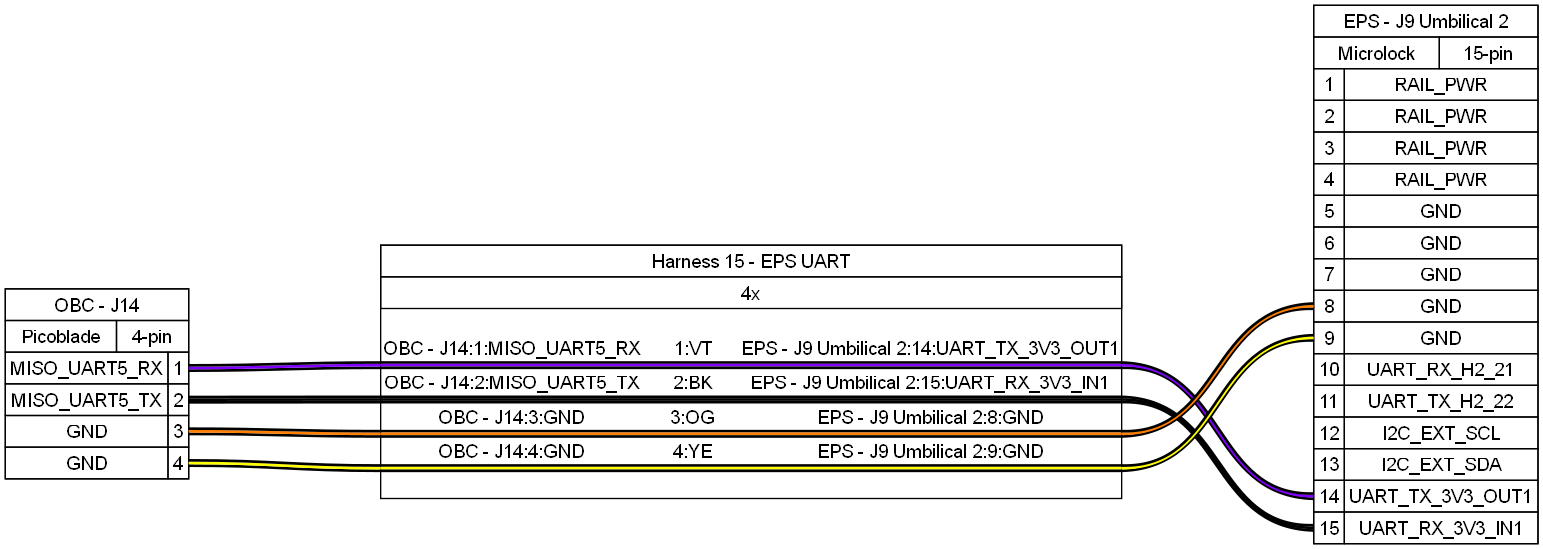 EPS - J9 Umbilical 2
Microlock 15-pin
1 RAIL_PWR
2 RAIL_PWR
3 RAIL_PWR
4 RAIL_PWR
5 GND
6 GND
7 GND
8 GND
9 GND
10 UART_RX_H2_21
11 UART_TX_H2_22
12 I2C_EXT_SCL
13 I2C_EXT_SDA
14 UART_TX_3V3_OUT1
15 UART_RX_3V3_IN1
Harness 15 - EPS UART
4x
OBC - J14:1:MISO_UART5_RX 1:VT EPS - J9 Umbilical 2:14:UART_TX_3V3_OUT1
OBC - J14:2:MISO_UART5_TX 2:BK EPS - J9 Umbilical 2:15:UART_RX_3V3_IN1
OBC - J14:3:GND 3:OG EPS - J9 Umbilical 2:8:GND
OBC - J14:4:GND 4:YE EPS - J9 Umbilical 2:9:GND
OBC - J14
Picoblade 4-pin
MISO_UART5_RX 1
MISO_UART5_TX 2
GND 3
GND 4